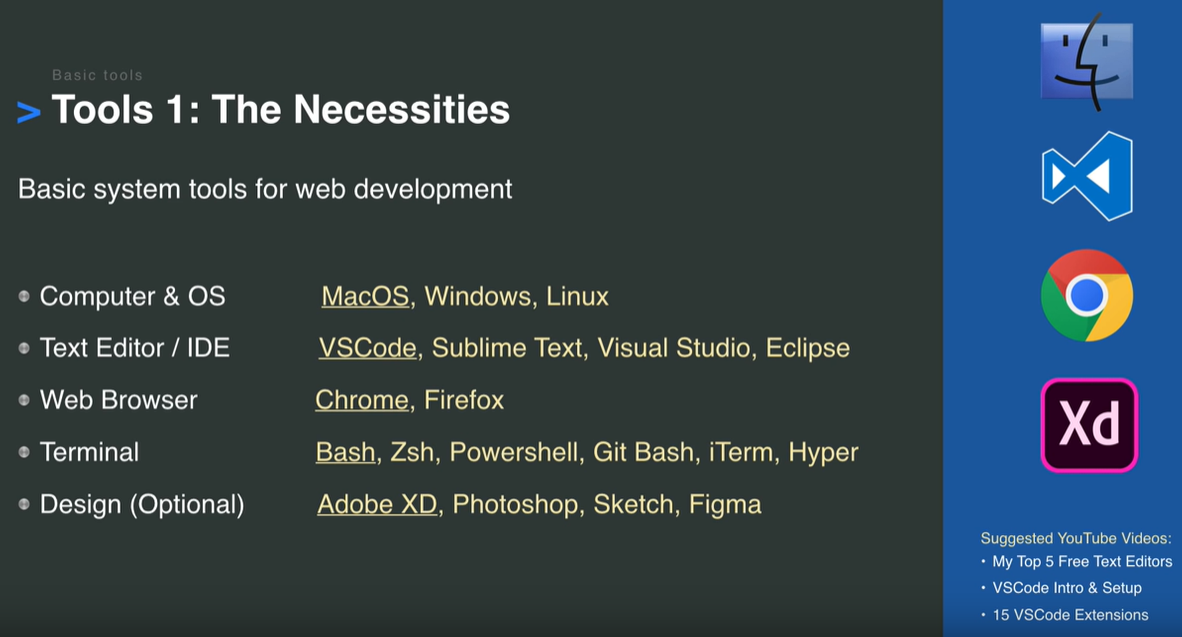 Basic tools
> Tools 1: The Necessities
Basic system tools for web development
Computer & OS MacOS, Windows, Linux
Text Editor / IDE VSCode, Sublime Text, Visual Studio, Eclipse
Web Browser Chrome, Firefox
Terminal Bash, Zsh, Powershell, Git Bash, iTerm, Hyper
Design (Optional) Adobe XD, Photoshop, Sketch, Figma
Xd
Suggested YouTube Videos:
• My Top 5 Free Text Editors
• VSCode Intro & Setup
• 15 VSCode Extensions